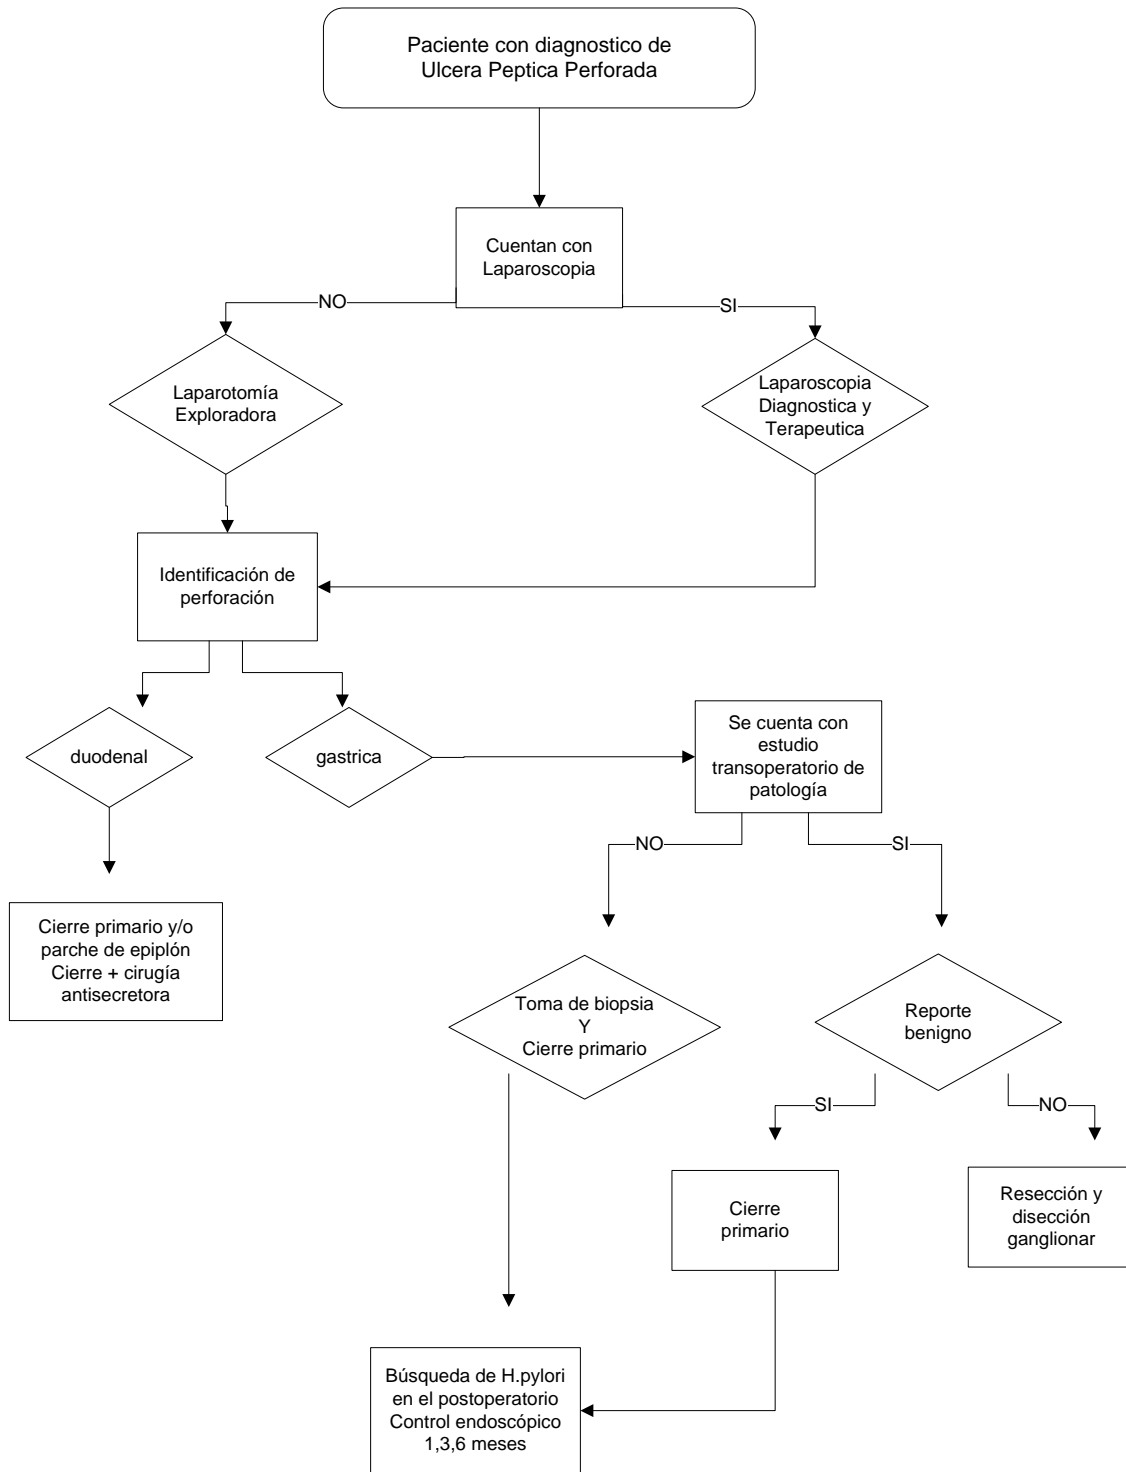 Paciente con diagnostico de
Ulcera Peptica Perforada
Cuentan con
Laparoscopia
NO
SI
Laparotomía
Exploradora
Laparoscopia
Diagnostica y
Terapeutica
Identificación de
perforación
duodenal
gastrica
Se cuenta con
estudio
transoperatorio de
patología
NO
SI
Cierre primario y/o
parche de epiplón
Cierre + cirugía
antisecretora
Toma de biopsia
Y
Cierre primario
Reporte
benigno
SI
NO
Cierre
primario
Resección y
disección
ganglionar
Búsqueda de H.pylori
en el postoperatorio
Control endoscópico
1,3,6 meses